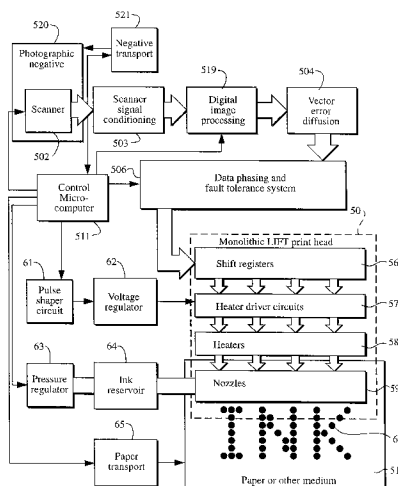 520
521
Photographic
negative
Negative
transport
519
504
Scanner
Scanner
signal
conditioning
Digital
image
processing
Vector
error
diffusion
502
503
506
Control
Micro-
computer
Data phasing and
fault tolerance system
511
50
Monolithic LIFT print head
61
62
Shift registers
56
Pulse
shaper
circuit
Voltage
regulator
Heater driver circuits
57
63
64
Heaters
58
Pressure
regulator
Ink
reservoir
Nozzles
59
65
INK
Paper
transport
51
Paper or other medium